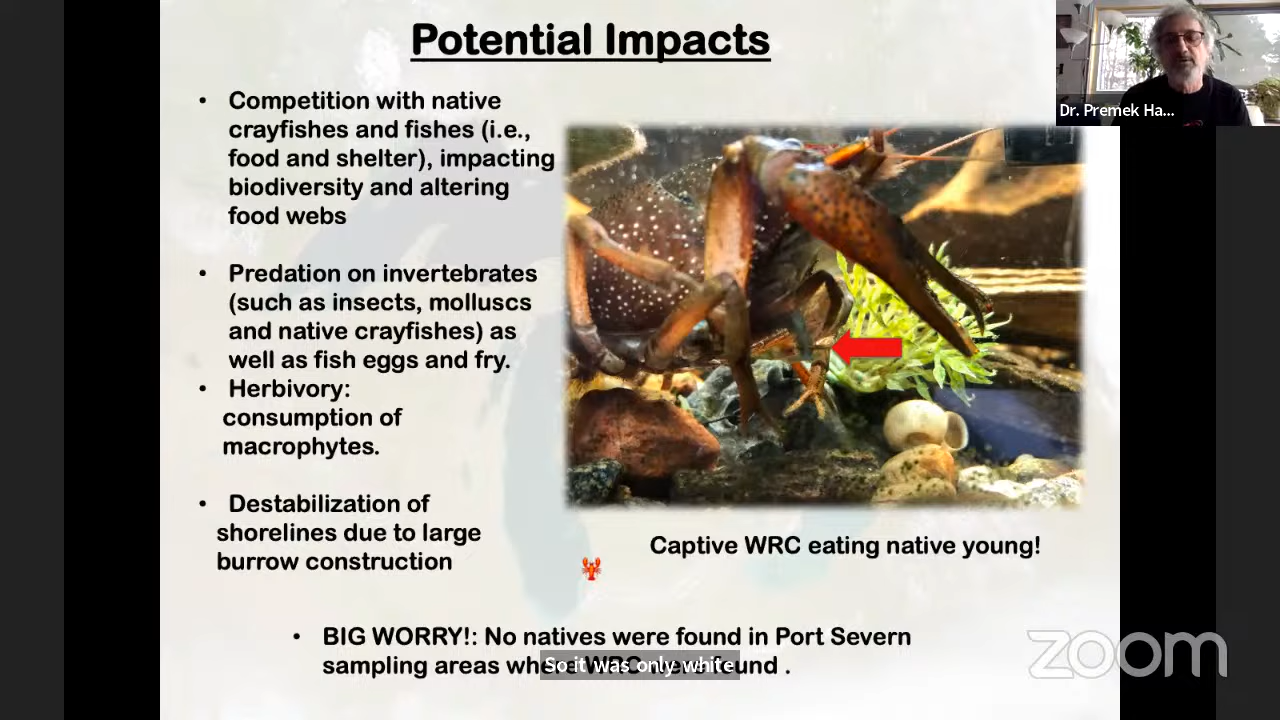 Potential Impacts
Dr. Premek Ha...
• Competition with native
crayfishes and fishes (i.e.,
food and shelter), impacting
biodiversity and altering
food webs
• Predation on invertebrates
(such as insects, molluscs
and native crayfishes) as
well as fish eggs and fry.
• Herbivory:
consumption of
macrophytes.
• Destabilization of
shorelines due to large
burrow construction
Captive WRC eating native young!
• BIG WORRY!: No natives were found in Port Severn
sampling areas where WRC were found .
So it was only white
zoom